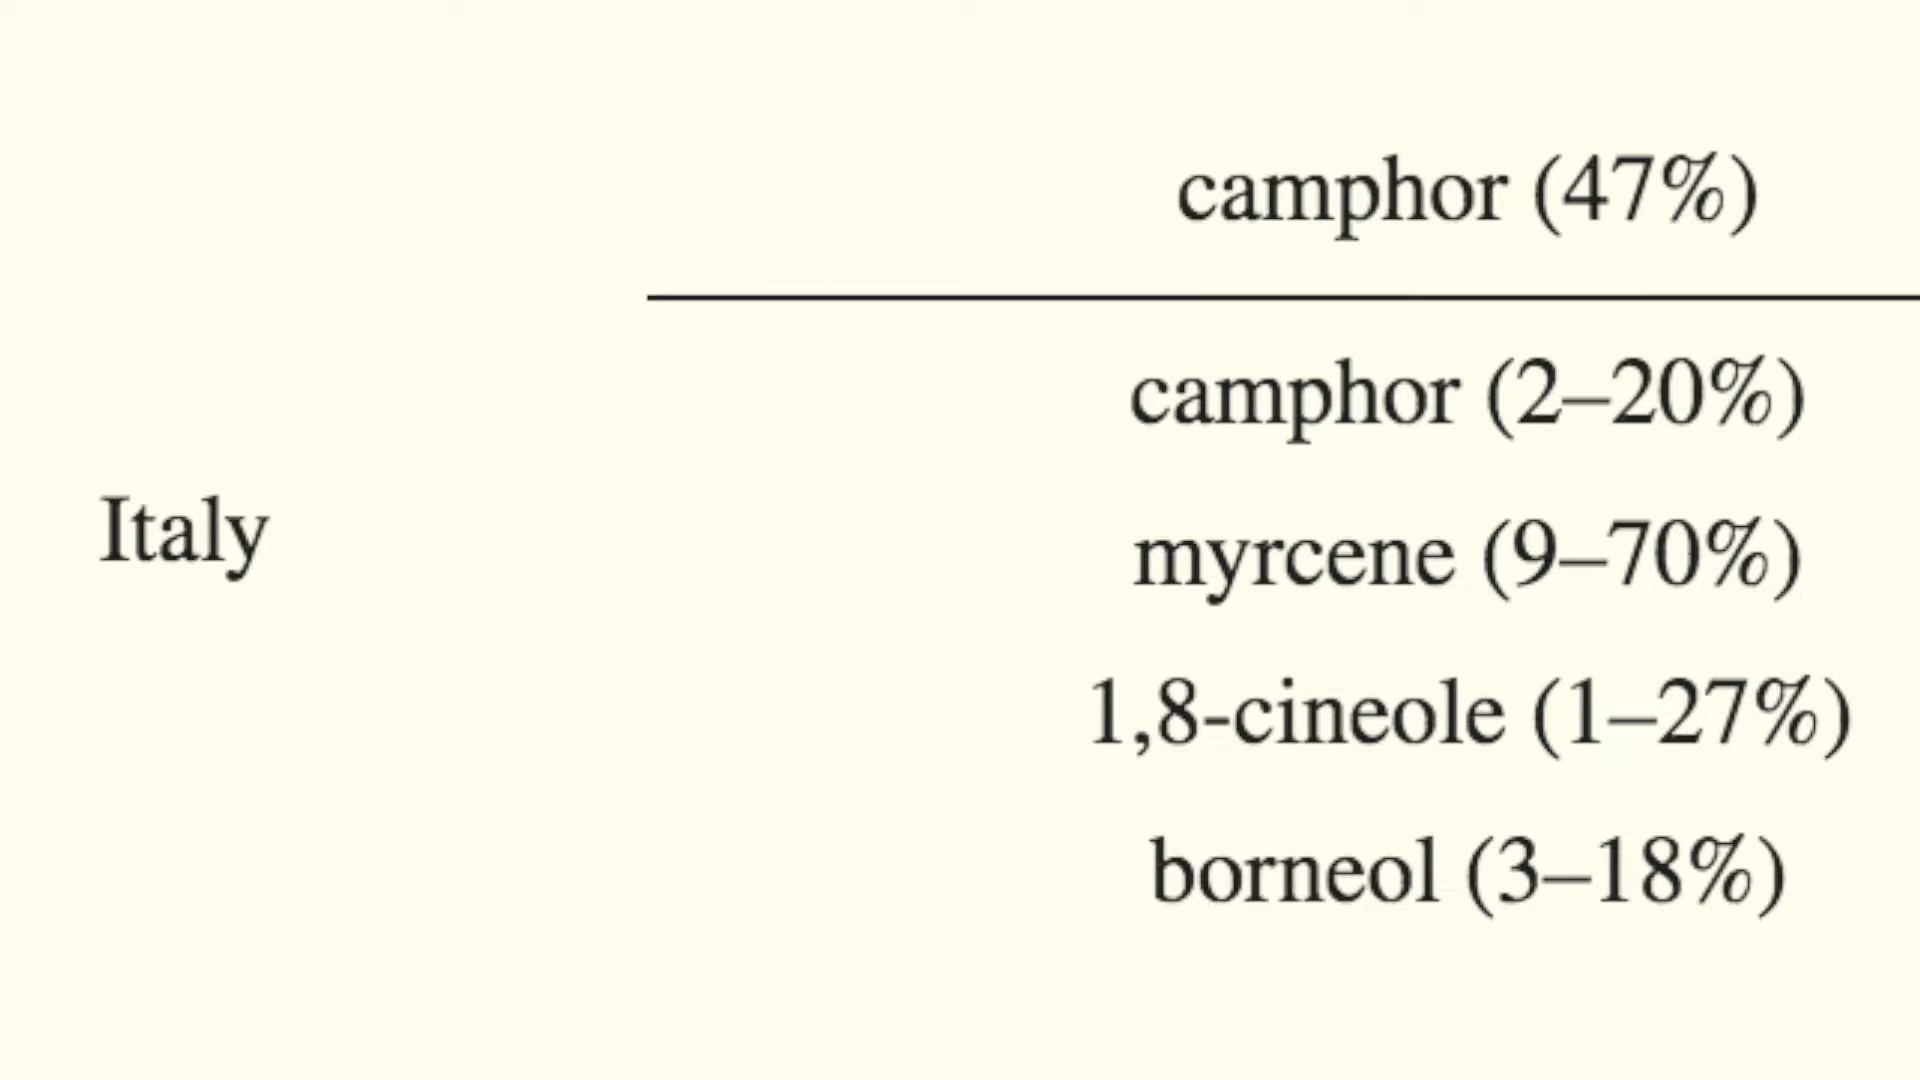 camphor (47%)
camphor (2–20%)
Italy
myrcene (9–70%)
1,8-cineole (1–27%)
borneol (3–18%)